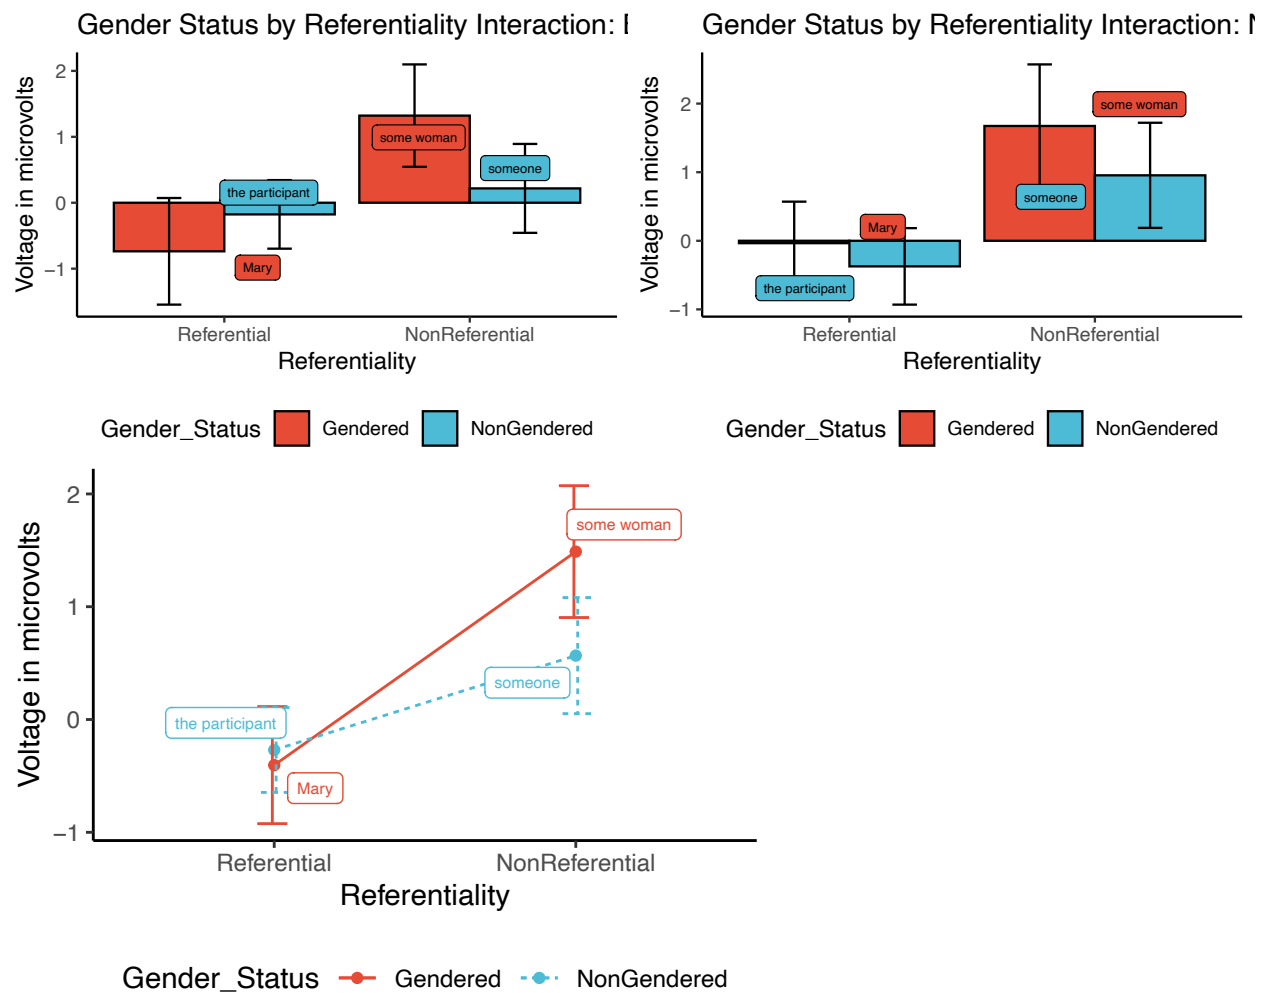 Gender Status by Referentiality Interaction:
Voltage in microvolts
2
1
0
−1
some woman
someone
the participant
Mary
Referential
NonReferential
Referentiality
Gender_Status
Gendered
NonGendered
Gender Status by Referentiality Interaction:
Voltage in microvolts
2
1
0
−1
some woman
someone
Mary
the participant
Referential
NonReferential
Referentiality
Gender_Status
Gendered
NonGendered
Voltage in microvolts
2
1
0
−1
some woman
someone
the participant
Mary
Referential
NonReferential
Referentiality
Gender_Status
Gendered
NonGendered